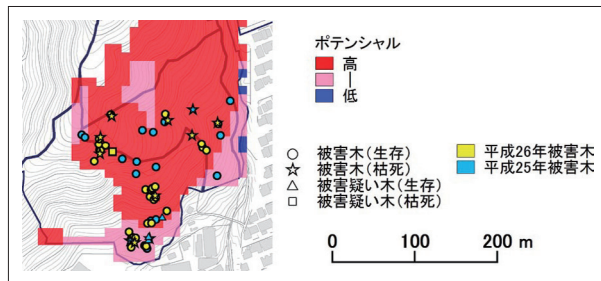 ポテンシャル
高
|
低
被害木(生存)
被害木(枯死)
被害疑い木(生存)
被害疑い木(枯死)
平成26年被害木
平成25年被害木
0 100 200 m